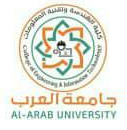 كلية الهندسة وتقنية المعلومات
College of Engineering & Information Technology
جامعة العرب
AL-ARAB UNIVERSITY